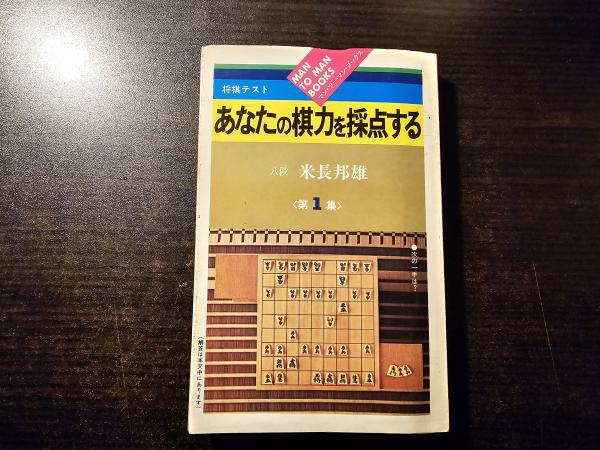 MAN
TO MAN
BOOKS
マン・ツー・マン・ブックス
将棋テスト
あなたの棋力を採点する
八段 米長邦雄
〈第1集〉
●次の一手は?
(解答は本文中にあります)